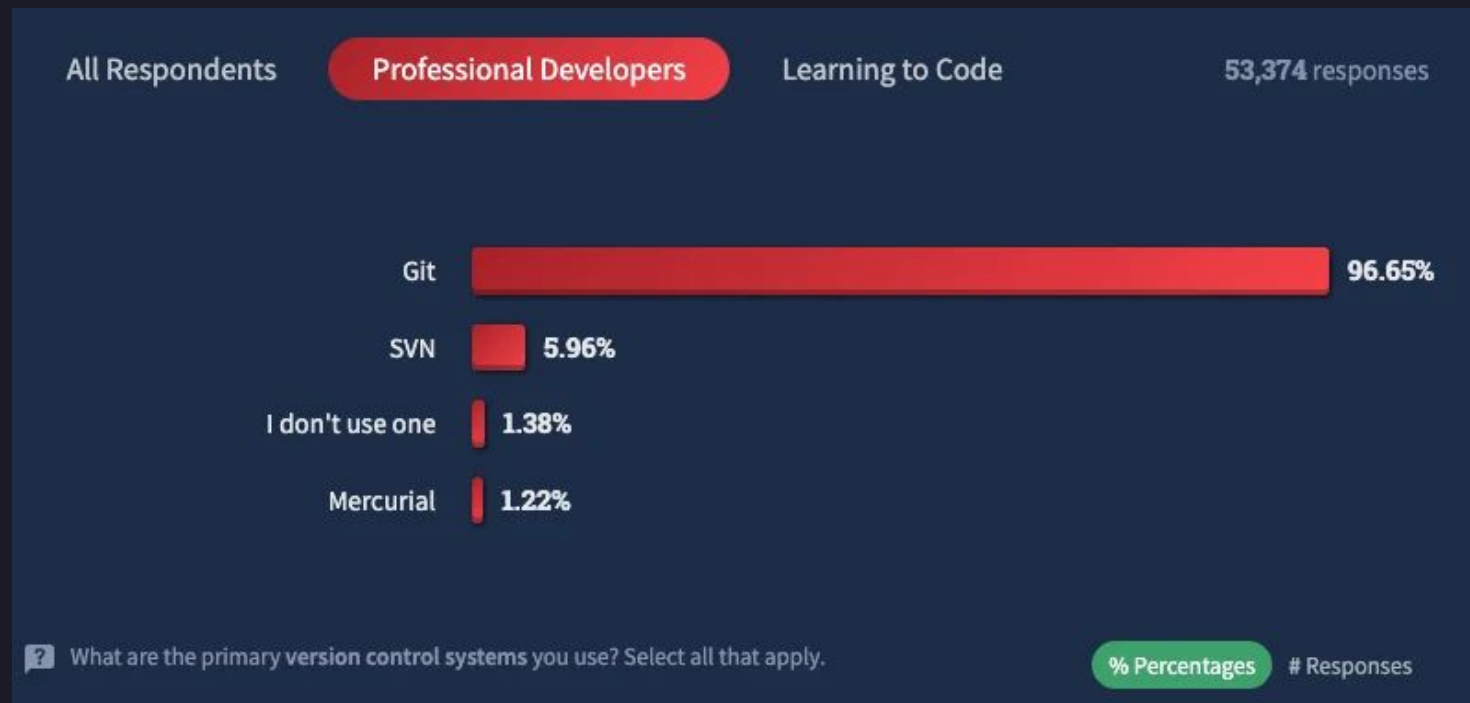 All Respondents Professional Developers Learning to Code 53,374 responses
Git 96.65%
SVN 5.96%
I don't use one 1.38%
Mercurial 1.22%
? What are the primary version control systems you use? Select all that apply.
% Percentages # Responses